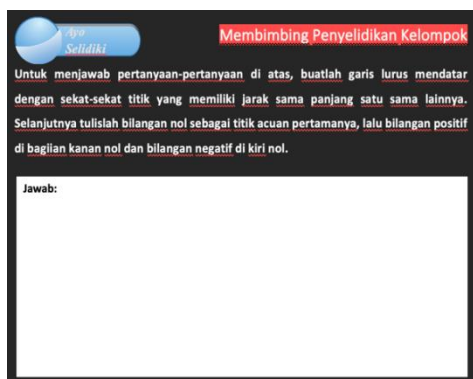 Ayo
Selidiki
Membimbing Penyelidikan Kelompok
Untuk menjawab pertanyaan-pertanyaan di atas, buatlah garis lurus mendatar
dengan sekat-sekat titik yang memiliki jarak sama panjang satu sama lainnya.
Selanjutnya tulislah bilangan nol sebagai titik acuan pertamanya, lalu bilangan positif
di bagiian kanan nol dan bilangan negatif di kiri nol.
Jawab: